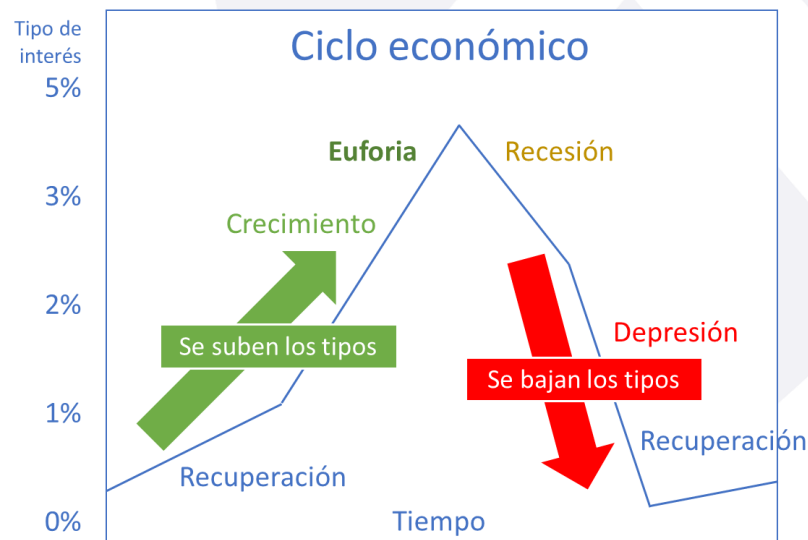 Tipo de
interés
Ciclo económico
5%
Euforia
Recesión
3%
Crecimiento
2%
Se suben los tipos
Depresión
Se bajan los tipos
1%
Recuperación
Recuperación
0%
Tiempo